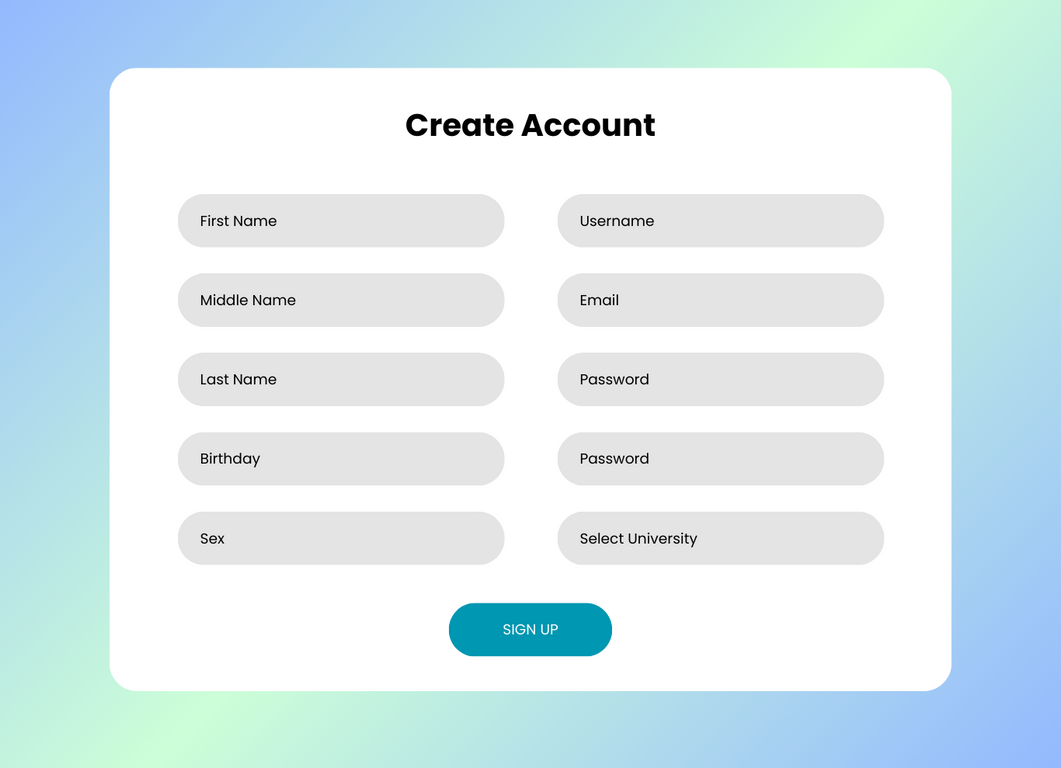 Create Account
First Name
Username
Middle Name
Email
Last Name
Password
Birthday
Password
Sex
Select University
SIGN UP